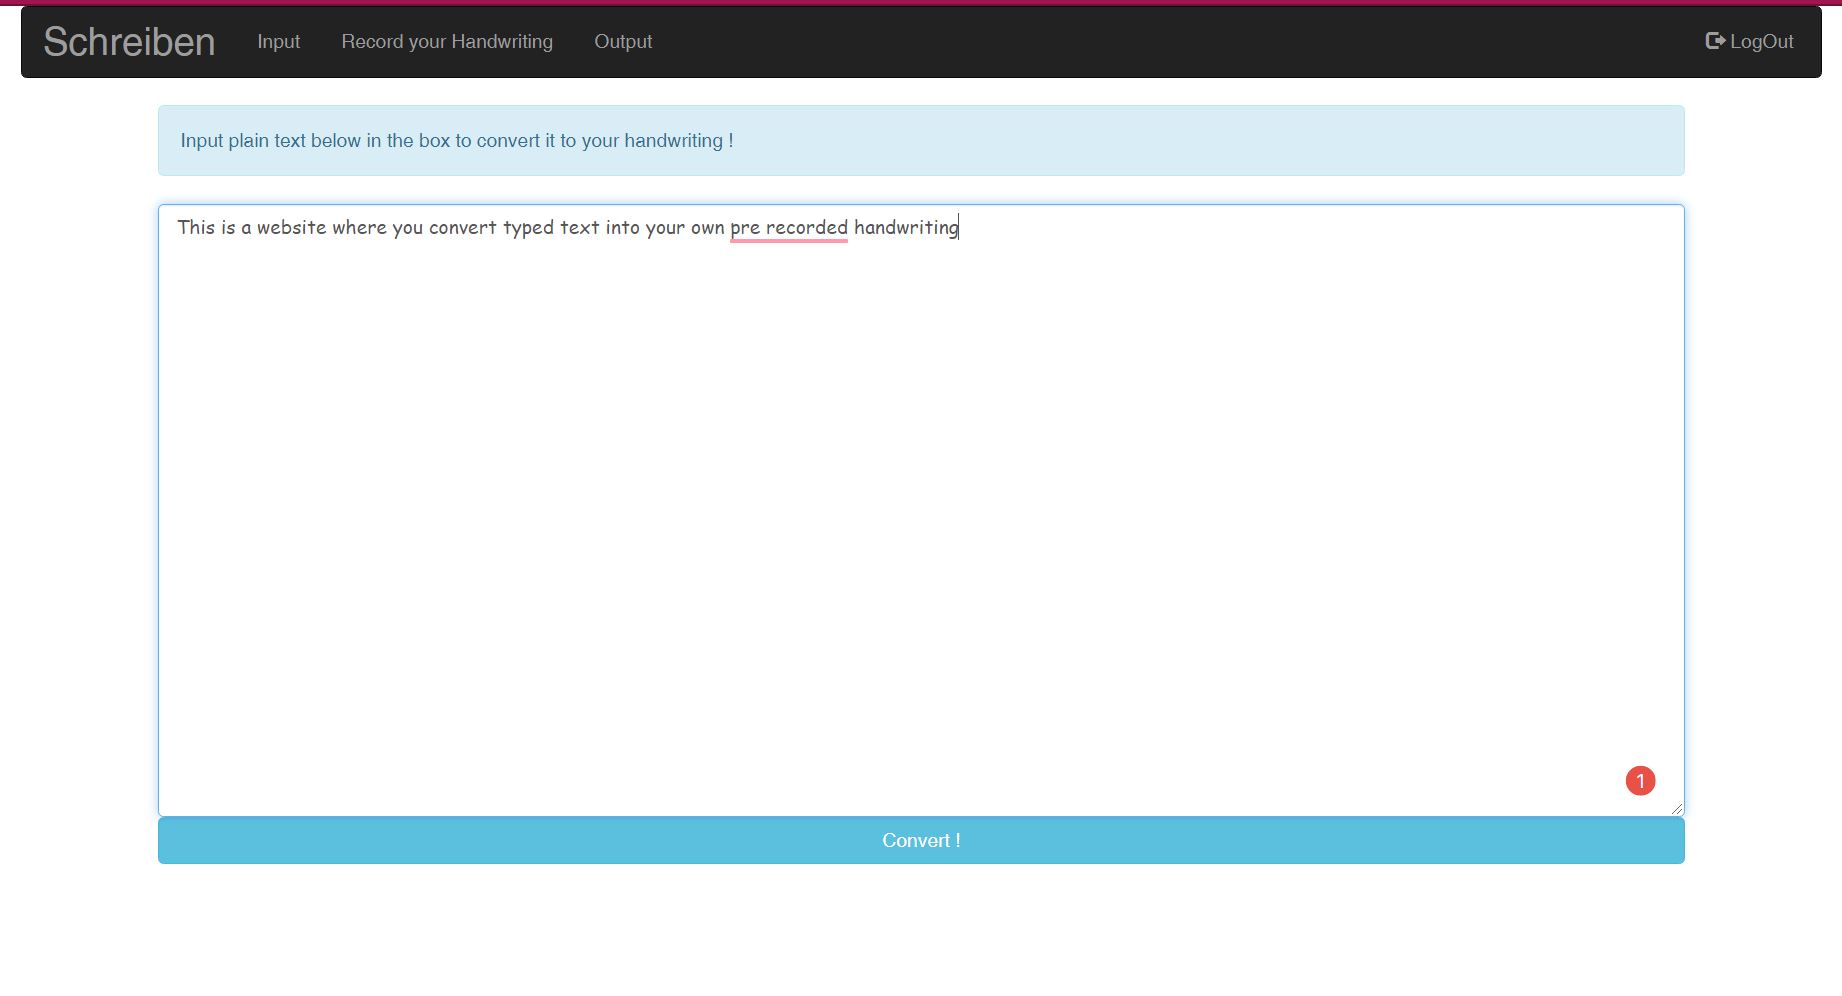 Schreiben Input Record your Handwriting Output LogOut
Input plain text below in the box to convert it to your handwriting !
This is a website where you convert typed text into your own pre recorded handwriting
1
Convert !